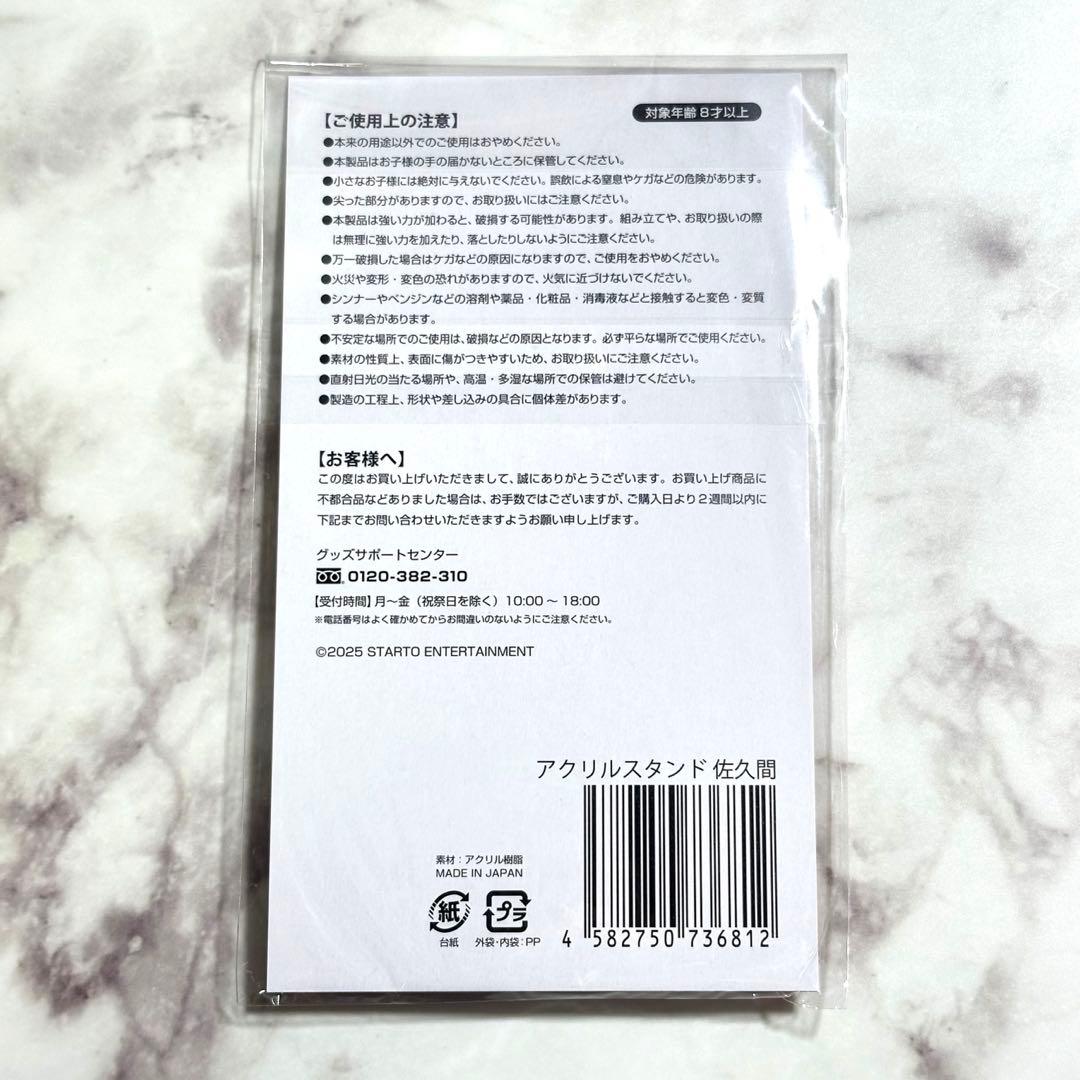 【ご使用上の注意】
対象年齢 8才以上
●本来の用途以外でのご使用はおやめください。
●本製品はお子様の手の届かないところに保管してください。
●小さなお子様には絶対に与えないでください。誤飲による窒息やケガなどの危険があります。
●尖った部分がありますので、お取り扱いにはご注意ください。
●本製品は強い力が加わると、破損する可能性があります。組み立てや、お取り扱いの際
は無理に強い力を加えたり、落としたりしないようにご注意ください。
●万一破損した場合はケガなどの原因になりますので、ご使用をおやめください。
●火災や変形・変色の恐れがありますので、火気に近づけないでください。
●シンナーやベンジンなどの溶剤や薬品・化粧品・消毒液などと接触すると変色・変質
する場合があります。
●不安定な場所でのご使用は、破損などの原因となります。必ず平らな場所でご使用ください。
●素材の性質上、表面に傷がつきやすいため、お取り扱いにご注意ください。
●直射日光の当たる場所や、高温・多湿な場所での保管は避けてください。
●製造の工程上、形状や差し込みの具合に個体差があります。
【お客様へ】
この度はお買い上げいただきまして、誠にありがとうございます。お買い上げ商品に
不都合品などありました場合は、お手数ではございますが、ご購入日より2週間以内に
下記までお問い合わせいただきますようお願い申し上げます。
グッズサポートセンター
0120-382-310
【受付時間】月〜金（祝祭日を除く）10:00 〜 18:00
※電話番号はよく確かめてからお間違いのないようにご注意ください。
©2025 STARTO ENTERTAINMENT
アクリルスタンド 佐久間
素材：アクリル樹脂
MADE IN JAPAN
紙
プラ
台紙
外袋・内袋：PP
4 582750 736812